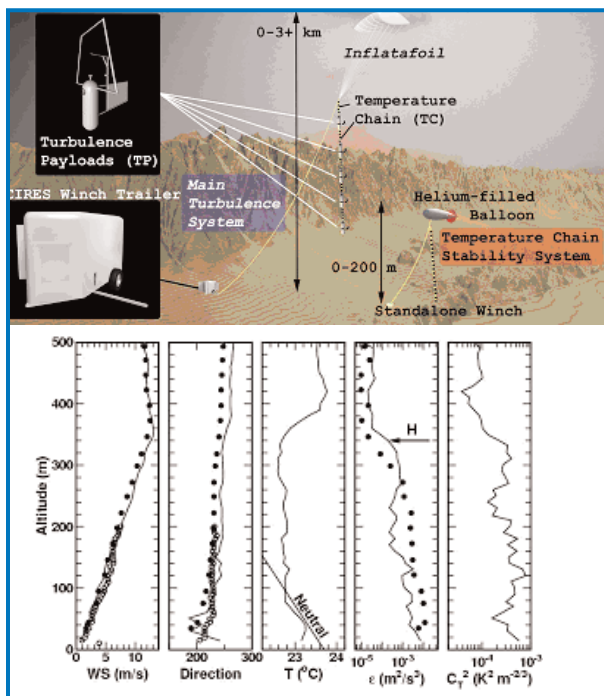 0-3+ km
Inflatafoil
Temperature
Chain (TC)
Turbulence
Payloads (TP)
CIRES Winch Trailer
Main
Turbulence
System
Helium-filled
Balloon
Temperature Chain
Stability System
0-200 m
Standalone Winch
500
400
300
200
100
0
Altitude (m)
H
Neutral
0 5 10
200 300
23 24
10⁻⁵ 10⁻³
10⁻⁴ 10⁻³
WS (m/s)
Direction
T (°C)
ε (m²/s³)
C_T² (K² m⁻²ᐟ³)